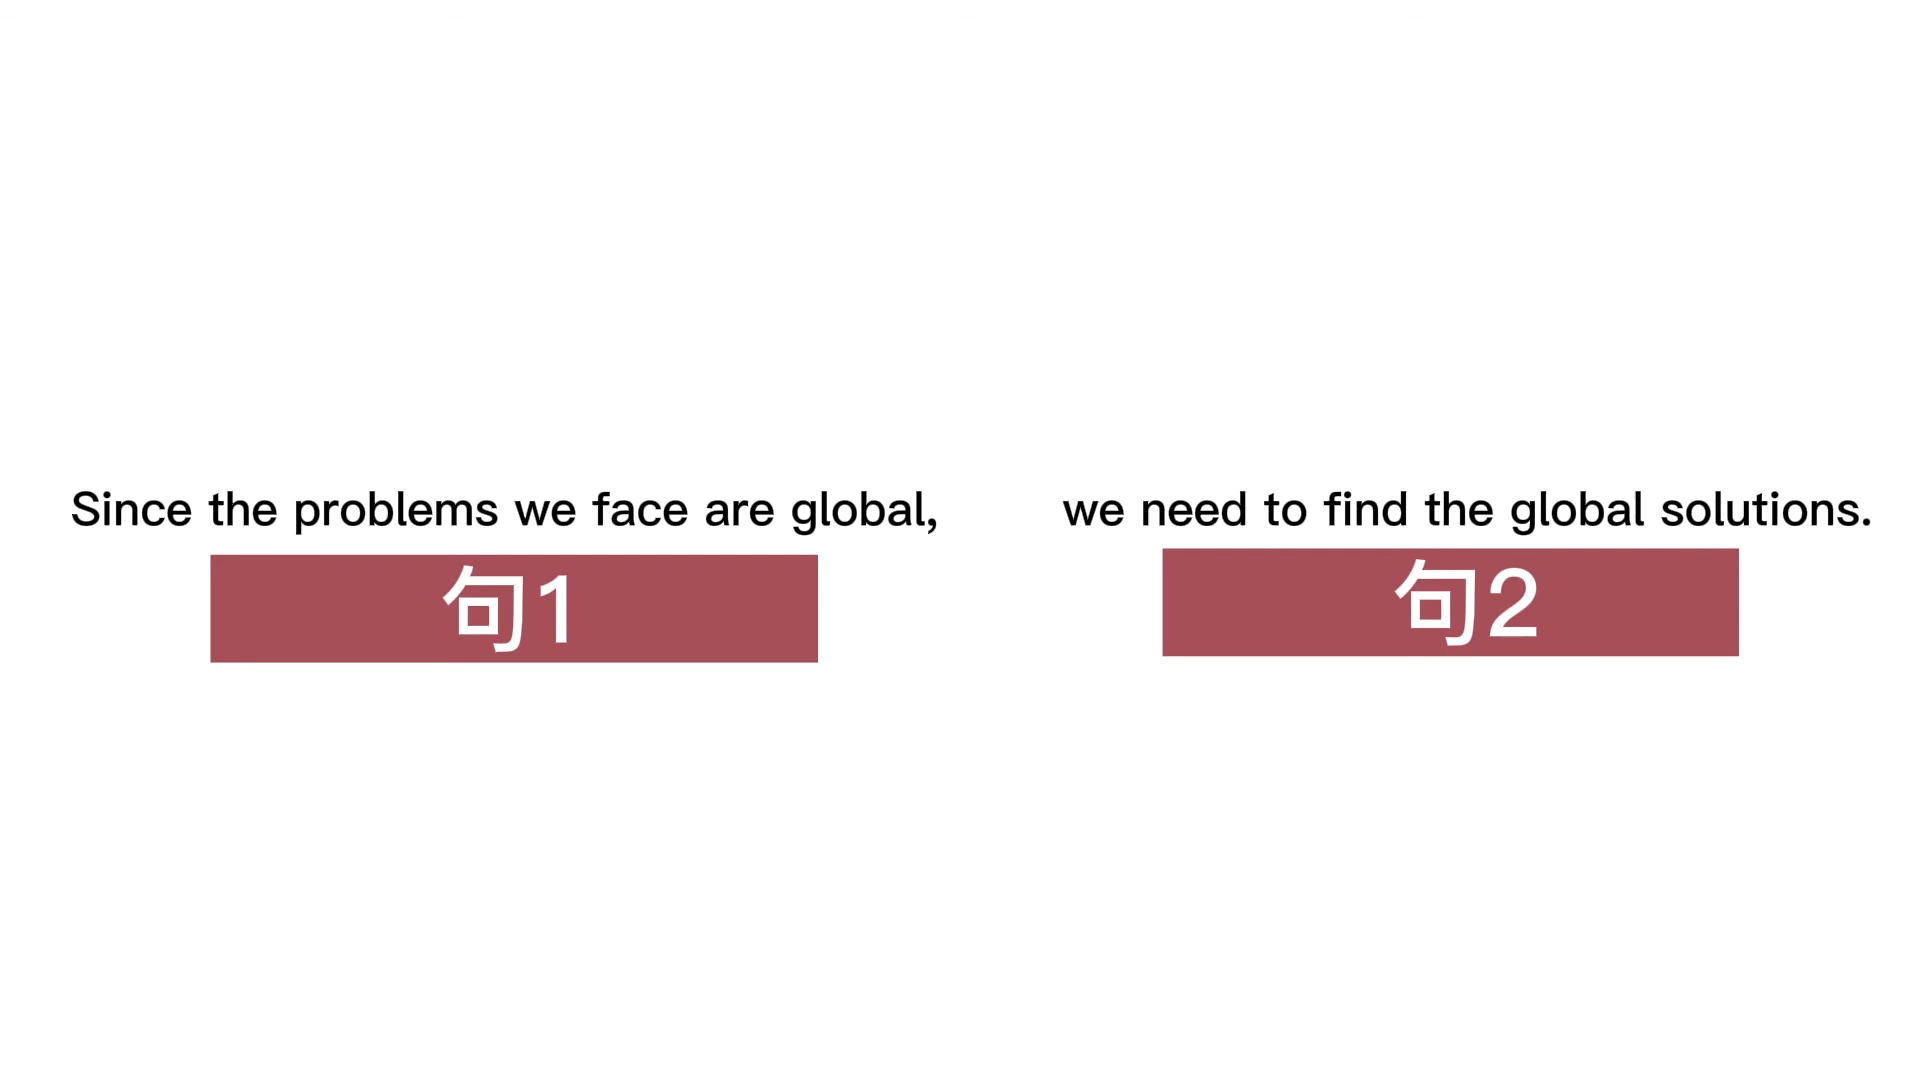 Since the problems we face are global,
句1
we need to find the global solutions.
句2